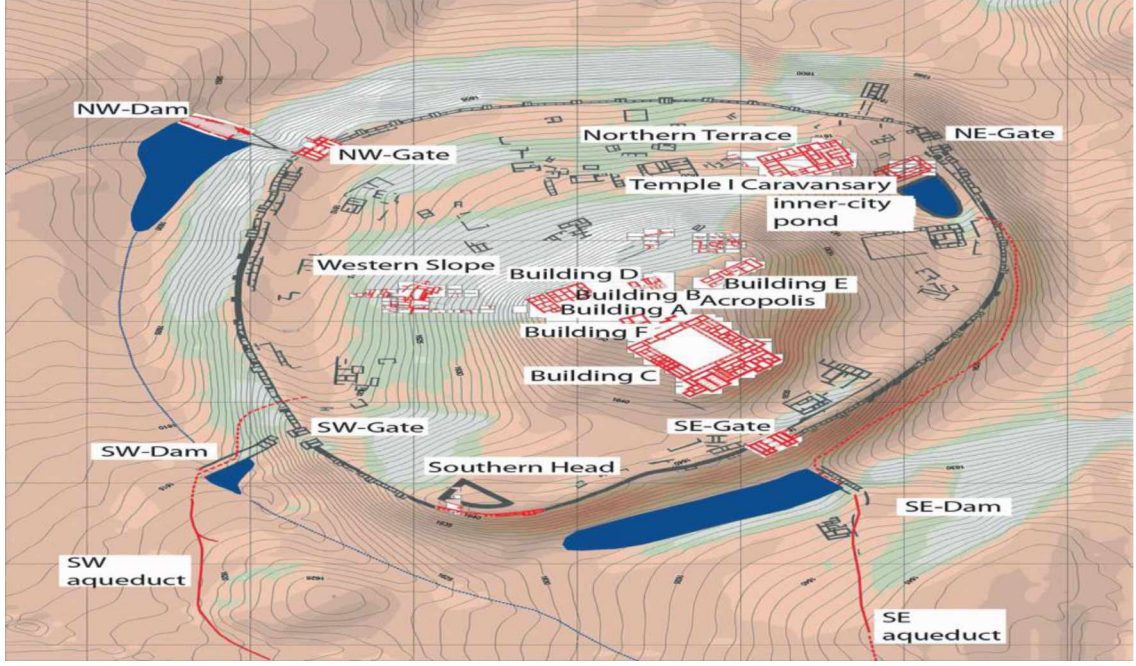 NW-Dam
NW-Gate
Northern Terrace
NE-Gate
Temple I Caravansary
inner-city
pond
Western Slope
Building D
Building E
Building B
Acropolis
Building A
Building F
Building C
SW-Gate
SE-Gate
SW-Dam
Southern Head
SE-Dam
SW
aqueduct
SE
aqueduct